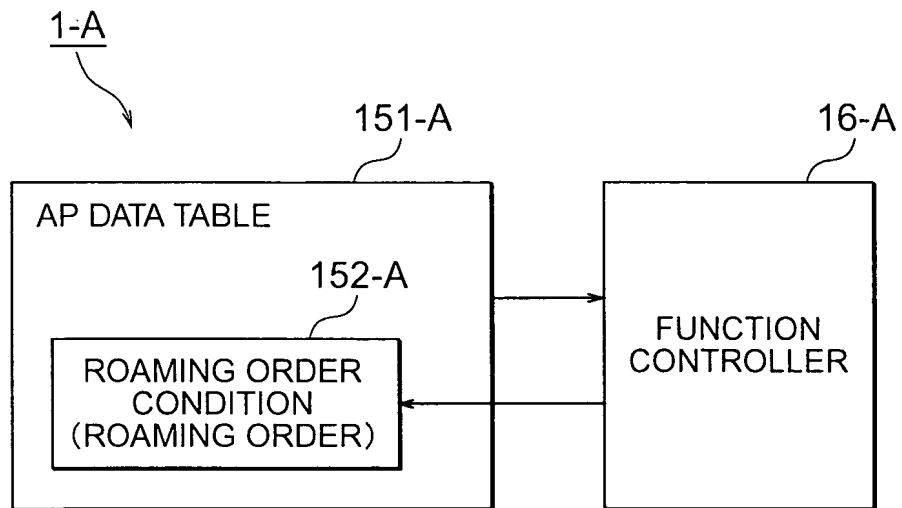 1-A
151-A
16-A
AP DATA TABLE
152-A
ROAMING ORDER
CONDITION
(ROAMING ORDER)
FUNCTION
CONTROLLER